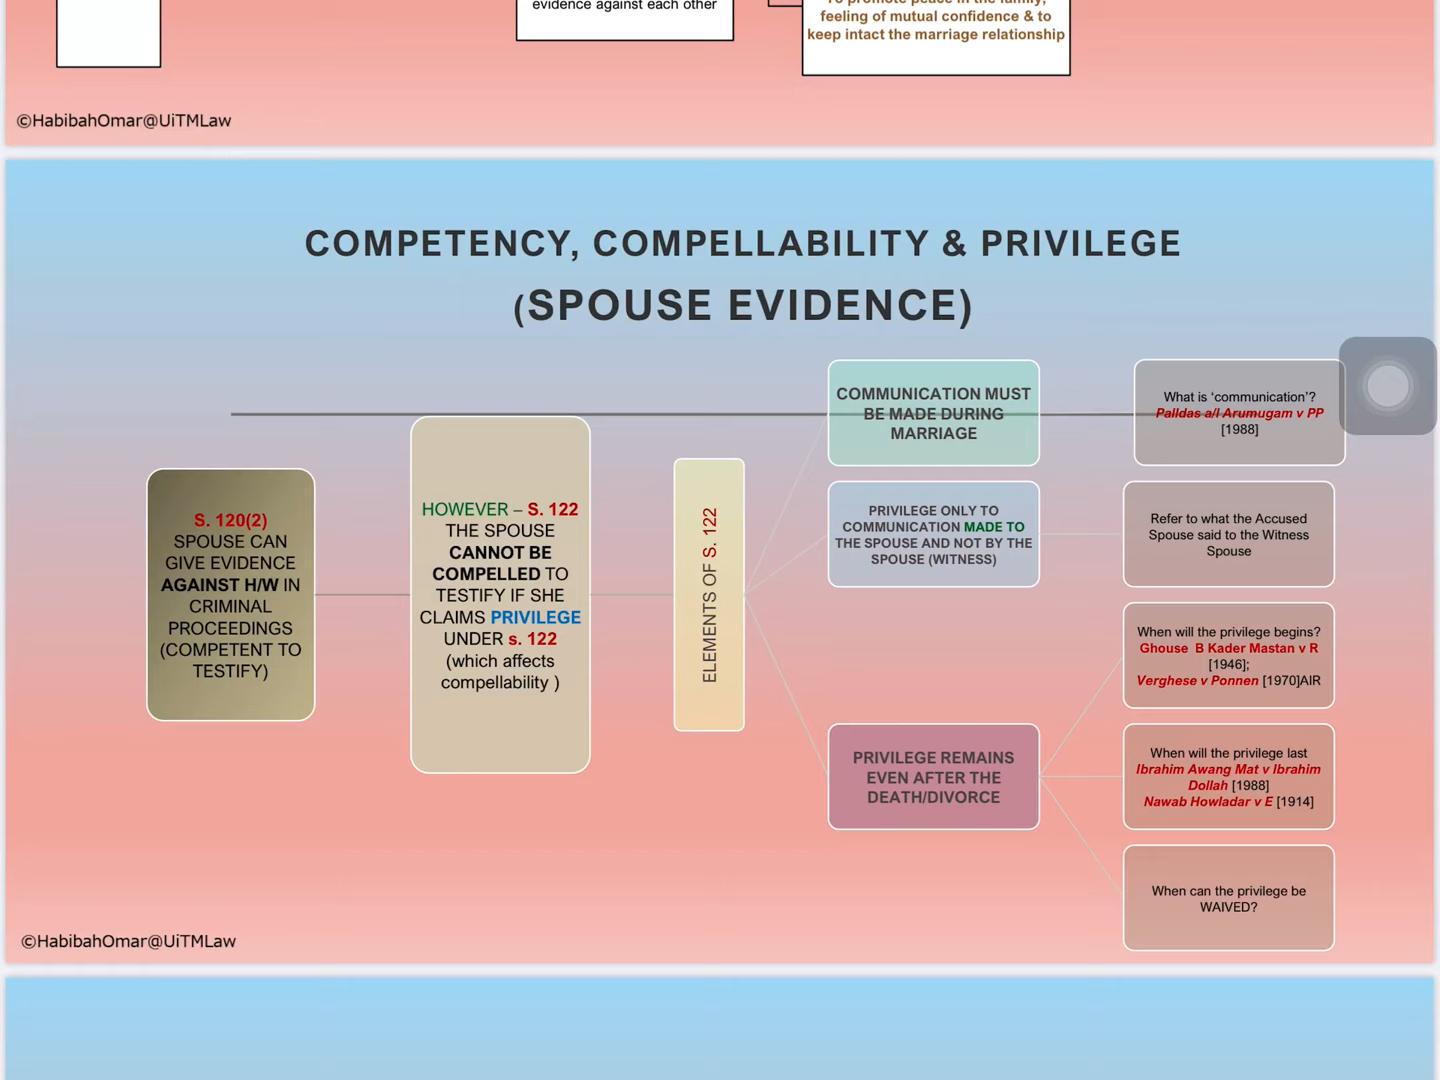 evidence against each other
To promote peace in the family,
feeling of mutual confidence & to
keep intact the marriage relationship
©HabibahOmar@UiTMLaw
COMPETENCY, COMPELLABILITY & PRIVILEGE
(SPOUSE EVIDENCE)
S. 120(2)
SPOUSE CAN
GIVE EVIDENCE
AGAINST H/W IN
CRIMINAL
PROCEEDINGS
(COMPETENT TO
TESTIFY)
HOWEVER – S. 122
THE SPOUSE
CANNOT BE
COMPELLED TO
TESTIFY IF SHE
CLAIMS PRIVILEGE
UNDER s. 122
(which affects
compellability )
ELEMENTS OF S. 122
COMMUNICATION MUST
BE MADE DURING
MARRIAGE
What is ‘communication’?
Palldas a/l Arumugam v PP
[1988]
PRIVILEGE ONLY TO
COMMUNICATION MADE TO
THE SPOUSE AND NOT BY THE
SPOUSE (WITNESS)
Refer to what the Accused
Spouse said to the Witness
Spouse
PRIVILEGE REMAINS
EVEN AFTER THE
DEATH/DIVORCE
When will the privilege begins?
Ghouse B Kader Mastan v R
[1946];
Verghese v Ponnen [1970]AIR
When will the privilege last
Ibrahim Awang Mat v Ibrahim
Dollah [1988]
Nawab Howladar v E [1914]
When can the privilege be
WAIVED?
©HabibahOmar@UiTMLaw